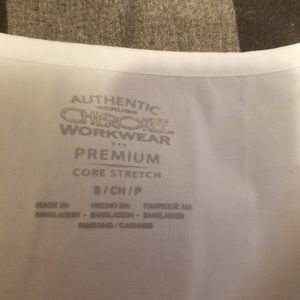 AUTHENTIC
CHEROKEE
WORKWEAR
PREMIUM
CORE STRETCH
S / CH / P
MADE IN: HECHO EN: FABRIQUÉ AU:
BANGLADESH • BANGLADESH • BANGLADESH